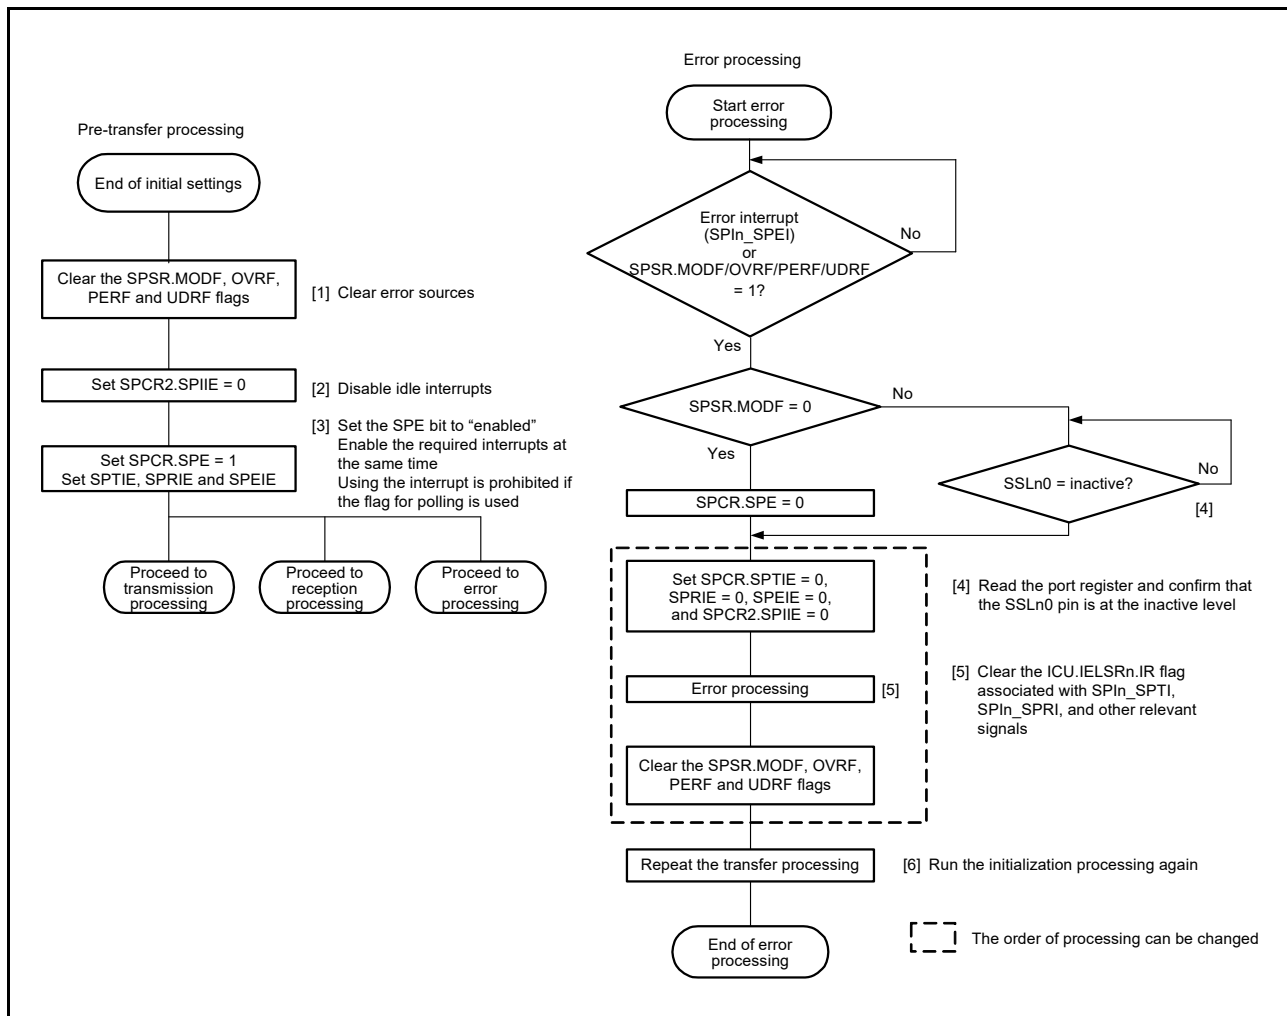 Pre-transfer processing
End of initial settings
Clear the SPSR.MODF, OVRF,
PERF and UDRF flags
[1] Clear error sources
Set SPCR2.SPIIE = 0
[2] Disable idle interrupts
Set SPCR.SPE = 1
Set SPTIE, SPRIE and SPEIE
[3] Set the SPE bit to “enabled”
Enable the required interrupts at
the same time
Using the interrupt is prohibited if
the flag for polling is used
Proceed to
transmission
processing
Proceed to
reception
processing
Proceed to
error
processing
Error processing
Start error
processing
Error interrupt
(SPIn_SPEI)
or
SPSR.MODF/OVRF/PERF/UDRF
= 1?
No
Yes
SPSR.MODF = 0
No
Yes
SSLn0 = inactive?
No
[4]
SPCR.SPE = 0
Set SPCR.SPTIE = 0,
SPRIE = 0, SPEIE = 0,
and SPCR2.SPIIE = 0
[4] Read the port register and confirm that
the SSLn0 pin is at the inactive level
Error processing
[5]
[5] Clear the ICU.IELSRn.IR flag
associated with SPIn_SPTI,
SPIn_SPRI, and other relevant
signals
Clear the SPSR.MODF, OVRF,
PERF and UDRF flags
Repeat the transfer processing
[6] Run the initialization processing again
End of error
processing
The order of processing can be changed